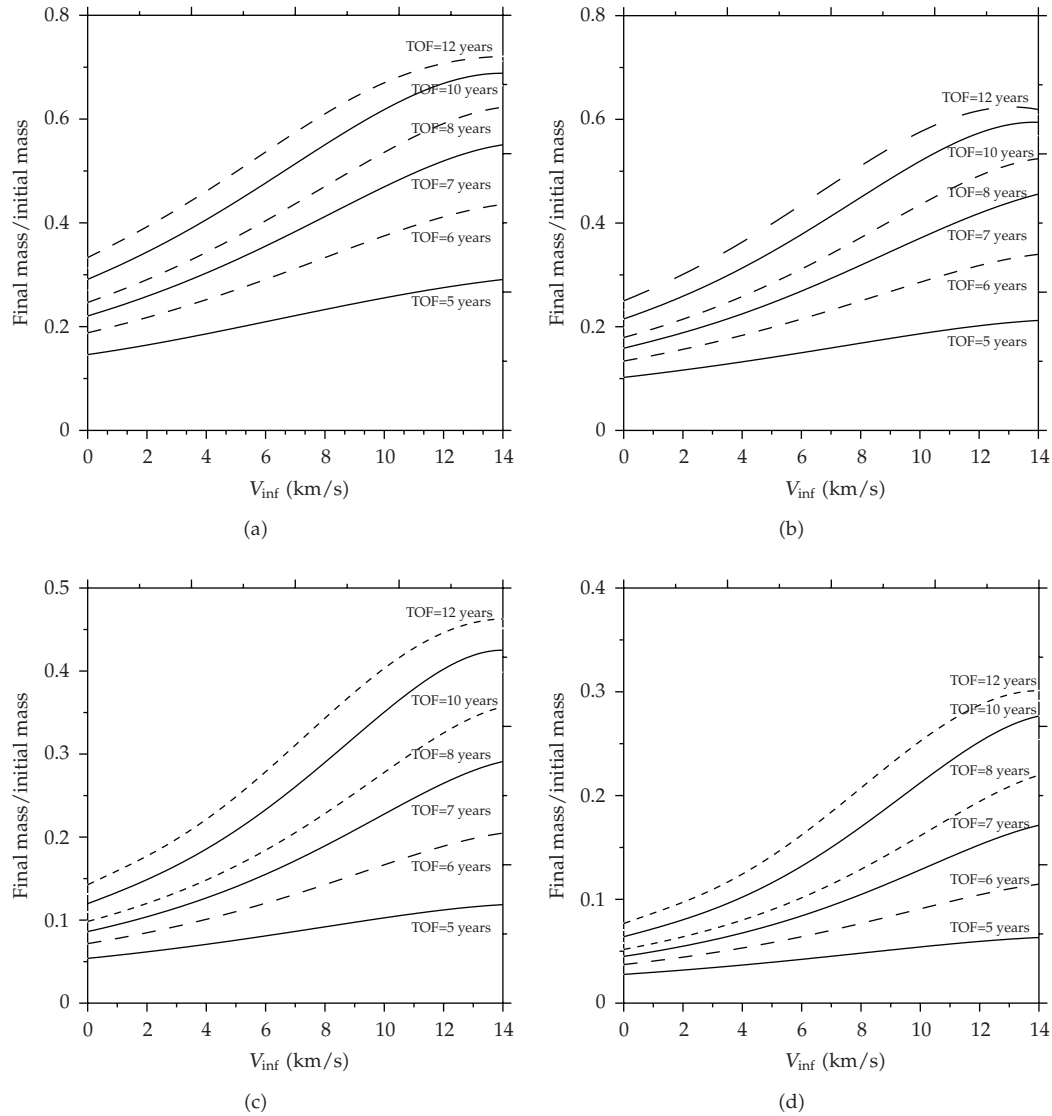 0.8
0.6
0.4
0.2
0
Final mass/initial mass
TOF=12 years
TOF=10 years
TOF=8 years
TOF=7 years
TOF=6 years
TOF=5 years
0 2 4 6 8 10 12 14
V inf (km/s)
(a)
0.8
0.6
0.4
0.2
0
Final mass/initial mass
TOF=12 years
TOF=10 years
TOF=8 years
TOF=7 years
TOF=6 years
TOF=5 years
0 2 4 6 8 10 12 14
V inf (km/s)
(b)
0.5
0.4
0.3
0.2
0.1
0
Final mass/initial mass
TOF=12 years
TOF=10 years
TOF=8 years
TOF=7 years
TOF=6 years
TOF=5 years
0 2 4 6 8 10 12 14
V inf (km/s)
(c)
0.4
0.3
0.2
0.1
0
Final mass/initial mass
TOF=12 years
TOF=10 years
TOF=8 years
TOF=7 years
TOF=6 years
TOF=5 years
0 2 4 6 8 10 12 14
V inf (km/s)
(d)